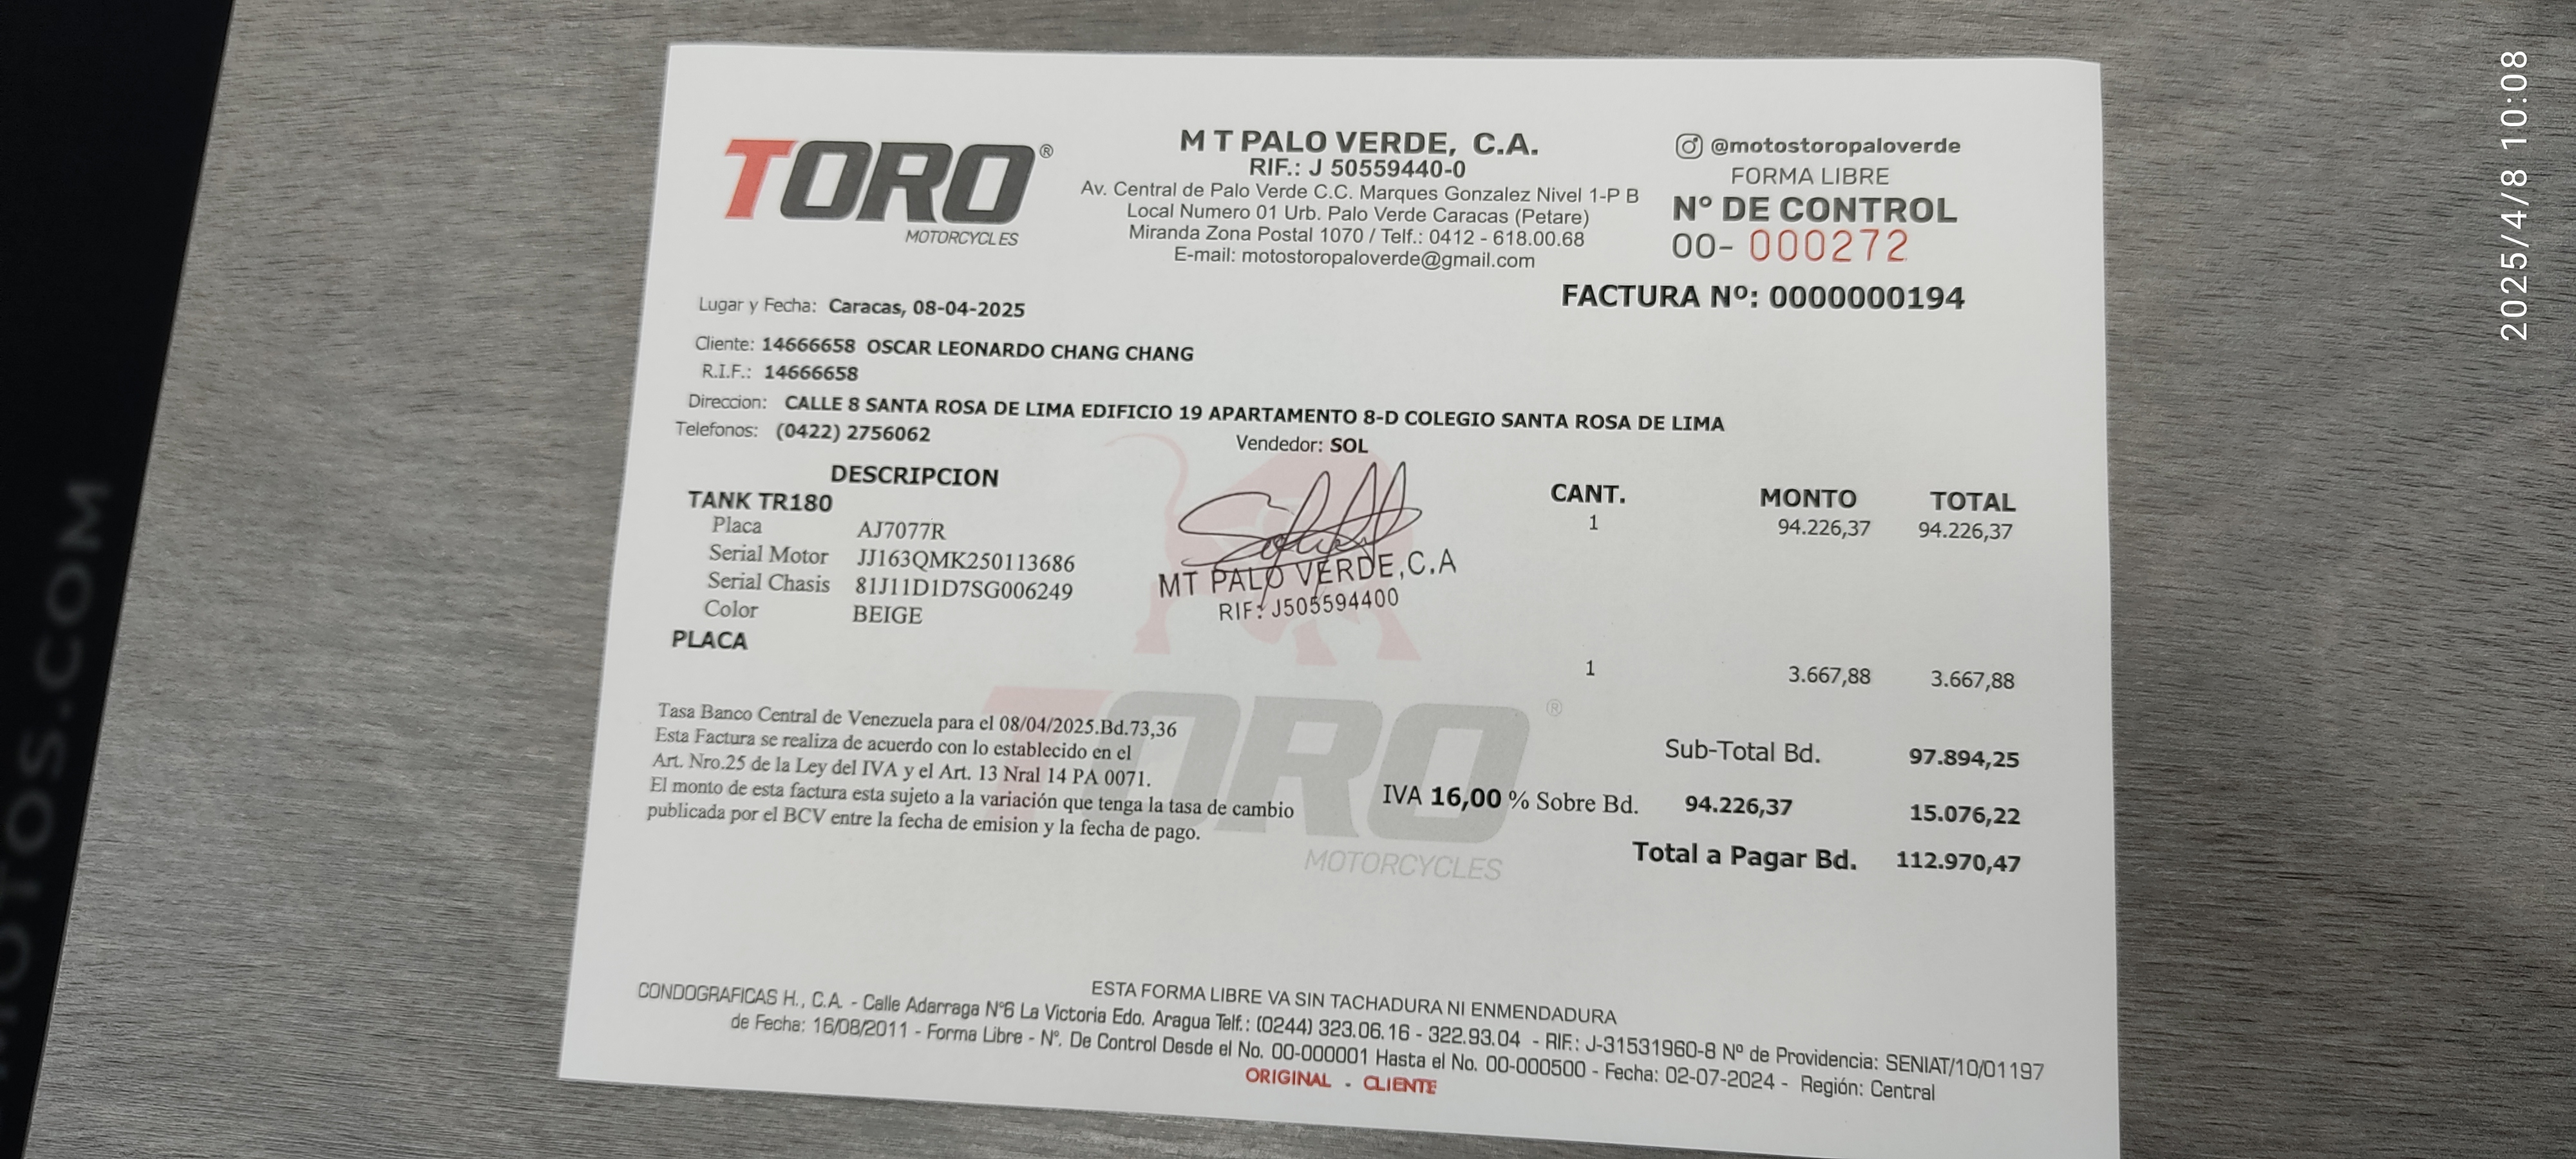 TORO®
MOTORCYCLES
M T PALO VERDE, C.A.
RIF.: J 50559440-0
Av. Central de Palo Verde C.C. Marques Gonzalez Nivel 1-P B
Local Numero 01 Urb. Palo Verde Caracas (Petare)
Miranda Zona Postal 1070 / Telf.: 0412 - 618.00.68
E-mail: motostoropaloverde@gmail.com
@motostoropaloverde
FORMA LIBRE
N° DE CONTROL
00- 000272
FACTURA Nº: 0000000194
Lugar y Fecha: Caracas, 08-04-2025
Cliente: 14666658 OSCAR LEONARDO CHANG CHANG
R.I.F.: 14666658
Direccion: CALLE 8 SANTA ROSA DE LIMA EDIFICIO 19 APARTAMENTO 8-D COLEGIO SANTA ROSA DE LIMA
Telefonos: (0422) 2756062
Vendedor: SOL
DESCRIPCION CANT. MONTO TOTAL
TANK TR180 1 94.226,37 94.226,37
Placa AJ7077R
Serial Motor JJ163QMK250113686
Serial Chasis 81J11D1D7SG006249
Color BEIGE
MT PALO VERDE,C.A
RIF: J505594400
PLACA 1 3.667,88 3.667,88
TORO®
MOTORCYCLES
Tasa Banco Central de Venezuela para el 08/04/2025.Bd.73,36
Esta Factura se realiza de acuerdo con lo establecido en el
Art. Nro.25 de la Ley del IVA y el Art. 13 Nral 14 PA 0071.
El monto de esta factura esta sujeto a la variación que tenga la tasa de cambio
publicada por el BCV entre la fecha de emision y la fecha de pago.
Sub-Total Bd. 97.894,25
IVA 16,00 % Sobre Bd. 94.226,37 15.076,22
Total a Pagar Bd. 112.970,47
ESTA FORMA LIBRE VA SIN TACHADURA NI ENMENDADURA
CONDOGRAFICAS H., C.A. - Calle Adarraga N°6 La Victoria Edo. Aragua Telf.: (0244) 323.06.16 - 322.93.04 - RIF.: J-31531960-8 Nº de Providencia: SENIAT/10/01197
de Fecha: 16/08/2011 - Forma Libre - N°. De Control Desde el No. 00-000001 Hasta el No. 00-000500 - Fecha: 02-07-2024 - Región: Central
ORIGINAL - CLIENTE
2025/4/8 10:08